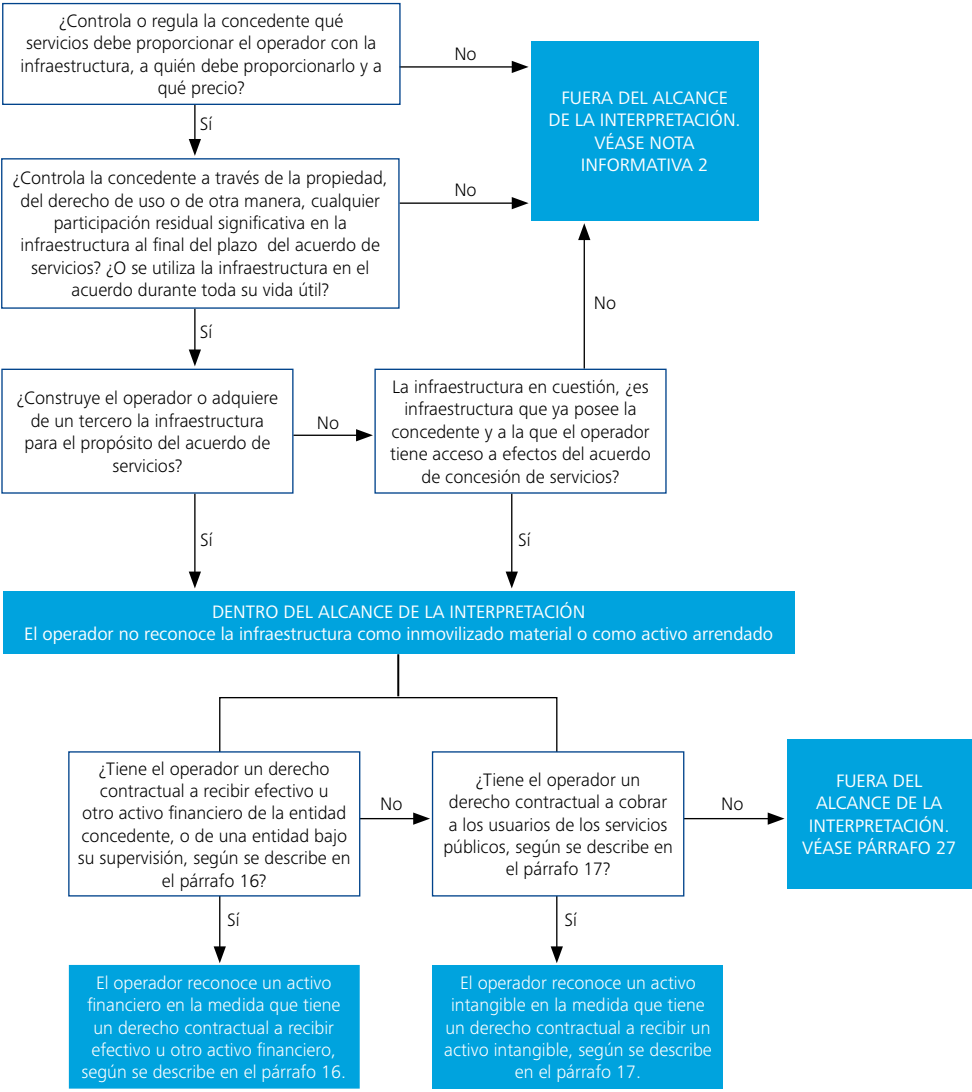 ¿Controla o regula la concedente qué
servicios debe proporcionar el operador con la
infraestructura, a quién debe proporcionarlo y a
qué precio?
No
FUERA DEL ALCANCE
DE LA INTERPRETACIÓN.
VÉASE NOTA
INFORMATIVA 2
Sí
¿Controla la concedente a través de la propiedad,
del derecho de uso o de otra manera, cualquier
participación residual significativa en la
infraestructura al final del plazo del acuerdo de
servicios? ¿O se utiliza la infraestructura en el
acuerdo durante toda su vida útil?
No
No
Sí
¿Construye el operador o adquiere
de un tercero la infraestructura
para el propósito del acuerdo de
servicios?
No
La infraestructura en cuestión, ¿es
infraestructura que ya posee la
concedente y a la que el operador
tiene acceso a efectos del acuerdo
de concesión de servicios?
Sí
Sí
DENTRO DEL ALCANCE DE LA INTERPRETACIÓN
El operador no reconoce la infraestructura como inmovilizado material o como activo arrendado
¿Tiene el operador un derecho
contractual a recibir efectivo u
otro activo financiero de la entidad
concedente, o de una entidad bajo
su supervisión, según se describe en
el párrafo 16?
No
¿Tiene el operador un
derecho contractual a cobrar
a los usuarios de los servicios
públicos, según se describe en
el párrafo 17?
No
FUERA DEL
ALCANCE DE LA
INTERPRETACIÓN.
VÉASE PÁRRAFO 27
Sí
Sí
El operador reconoce un activo
financiero en la medida que tiene
un derecho contractual a recibir
efectivo u otro activo financiero,
según se describe en el párrafo 16.
El operador reconoce un activo
intangible en la medida que tiene
un derecho contractual a recibir un
activo intangible, según se describe
en el párrafo 17.